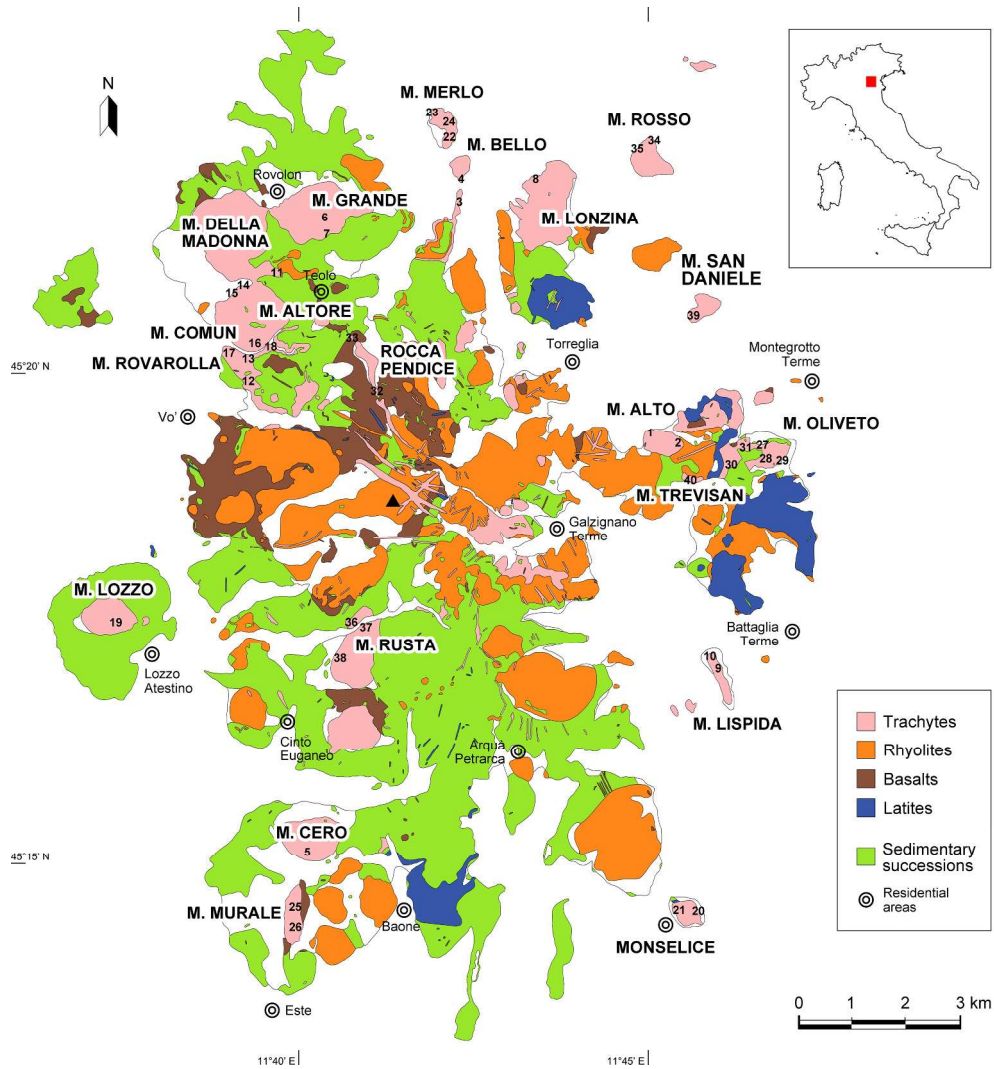 N
M. MERLO
23
24
22
M. BELLO
4
3
M. ROSSO
34
35
8
M. LONZINA
Rovolon
M. GRANDE
6
7
M. DELLA
MADONNA
11
Teolo
14
15
M. ALTORE
M. COMUN
16
18
17
13
M. ROVAROLLA
12
33
ROCCA
PENDICE
32
M. SAN
DANIELE
39
Torreglia
Montegrotto
Terme
45°20' N
Vo'
M. ALTO
1
2
M. OLIVETO
31
27
28
29
30
40
M. TREVISAN
Galzignano
Terme
M. LOZZO
19
Lozzo
Atestino
36
37
M. RUSTA
38
Battaglia
Terme
10
9
M. LISPIDA
Cinto
Euganeo
Arquà
Petrarca
Trachytes
Rhyolites
Basalts
Latites
Sedimentary
successions
Residential
areas
M. CERO
5
45°15' N
M. MURALE
25
26
Baone
21
20
MONSELICE
Este
0
1
2
3 km
11°40' E
11°45' E